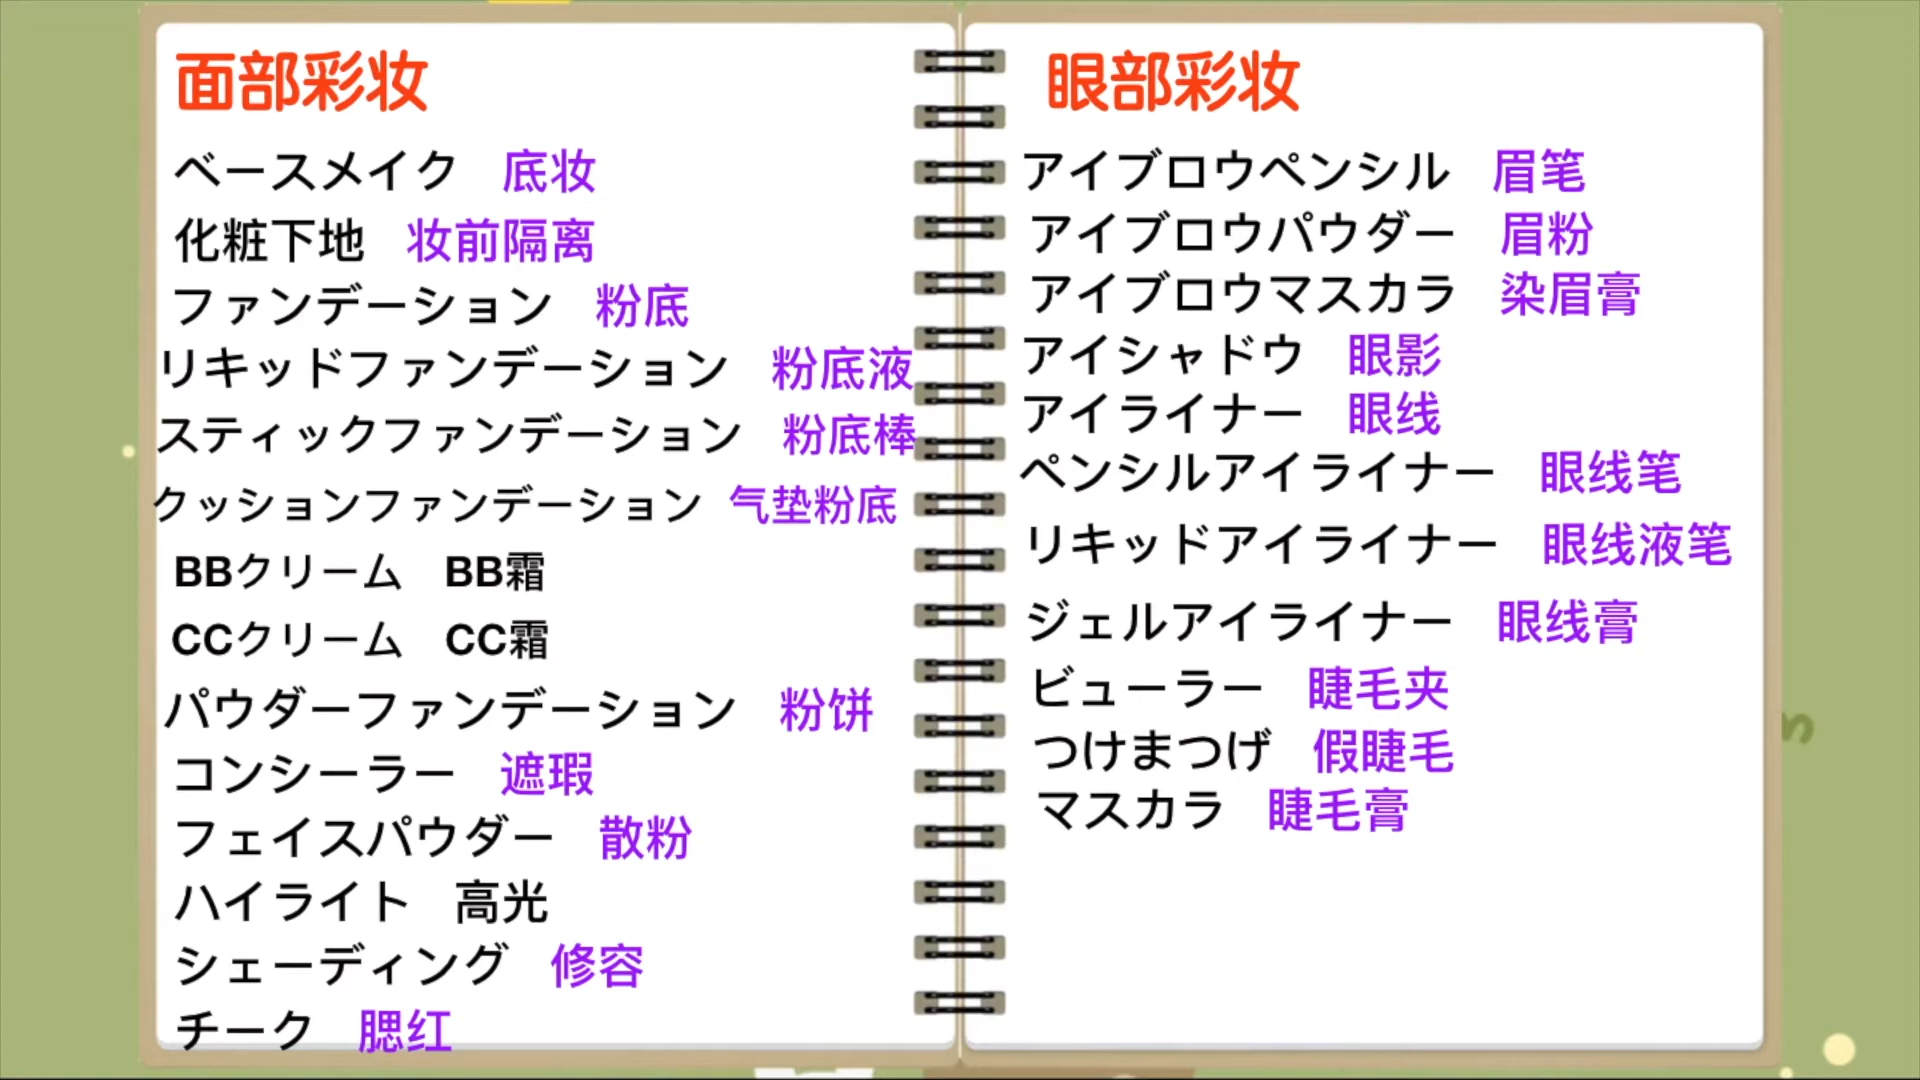 面部彩妆
ベースメイク 底妆
化粧下地 妆前隔离
ファンデーション 粉底
リキッドファンデーション 粉底液
スティックファンデーション 粉底棒
クッションファンデーション 气垫粉底
BBクリーム BB霜
CCクリーム CC霜
パウダーファンデーション 粉饼
コンシーラー 遮瑕
フェイスパウダー 散粉
ハイライト 高光
シェーディング 修容
チーク 腮红
眼部彩妆
アイブロウペンシル 眉笔
アイブロウパウダー 眉粉
アイブロウマスカラ 染眉膏
アイシャドウ 眼影
アイライナー 眼线
ペンシルアイライナー 眼线笔
リキッドアイライナー 眼线液笔
ジェルアイライナー 眼线膏
ビューラー 睫毛夹
つけまつげ 假睫毛
マスカラ 睫毛膏